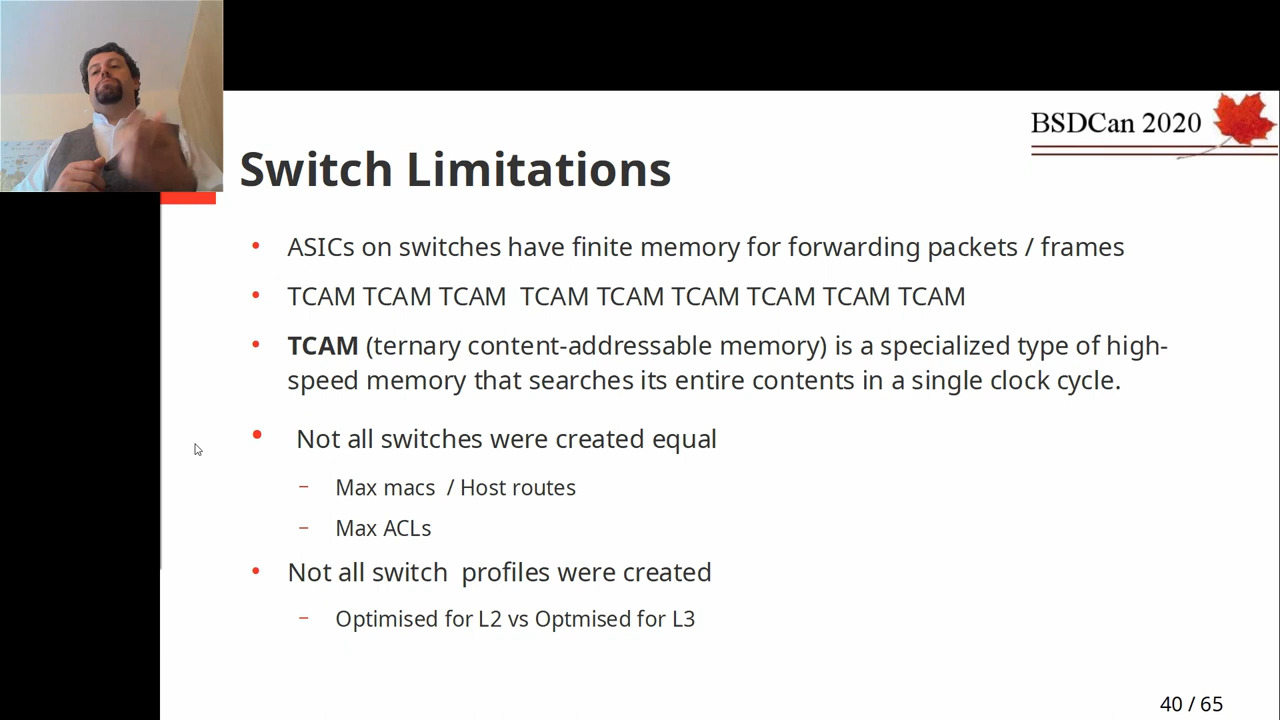 BSDCan 2020
Switch Limitations
• ASICs on switches have finite memory for forwarding packets / frames
• TCAM TCAM TCAM  TCAM TCAM TCAM TCAM TCAM TCAM
• TCAM (ternary content-addressable memory) is a specialized type of high-
speed memory that searches its entire contents in a single clock cycle.
• Not all switches were created equal
– Max macs  / Host routes
– Max ACLs
• Not all switch  profiles were created
– Optimised for L2 vs Optmised for L3
40 / 65